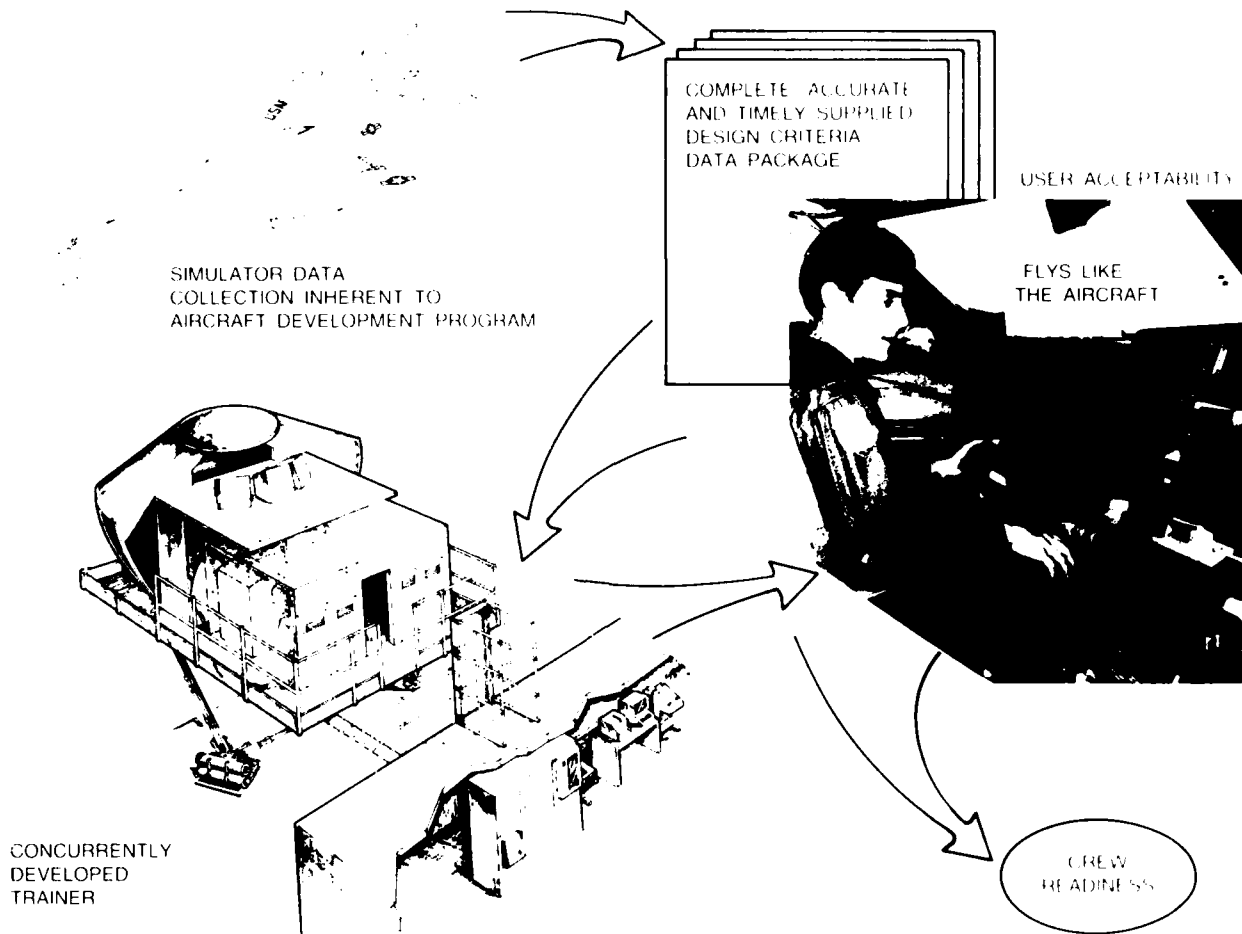 COMPLETE ACCURATE
AND TIMELY SUPPLIED
DESIGN CRITERIA
DATA PACKAGE
USER ACCEPTABILITY
FLYS LIKE
THE AIRCRAFT
SIMULATOR DATA
COLLECTION INHERENT TO
AIRCRAFT DEVELOPMENT PROGRAM
CONCURRENTLY
DEVELOPED
TRAINER
CREW
READINESS